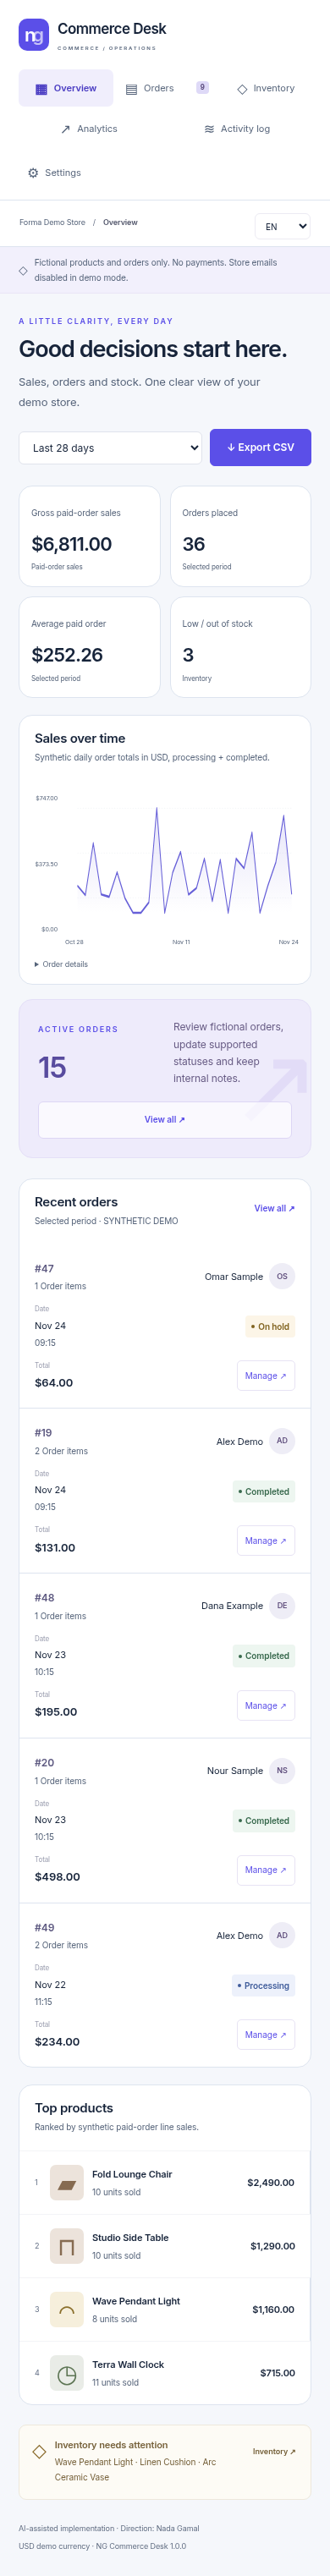 ng
Commerce Desk
COMMERCE / OPERATIONS
Overview
Orders
9
Inventory
Analytics
Activity log
Settings
Forma Demo Store / Overview
EN
Fictional products and orders only. No payments. Store emails
disabled in demo mode.
A LITTLE CLARITY, EVERY DAY
Good decisions start here.
Sales, orders and stock. One clear view of your
demo store.
Last 28 days
↓ Export CSV
Gross paid-order sales
$6,811.00
Paid-order sales
Orders placed
36
Selected period
Average paid order
$252.26
Selected period
Low / out of stock
3
Inventory
Sales over time
Synthetic daily order totals in USD, processing + completed.
$747.00
$373.50
$0.00
Oct 28
Nov 11
Nov 24
▸ Order details
ACTIVE ORDERS
15
Review fictional orders,
update supported
statuses and keep
internal notes.
View all ↗
Recent orders
Selected period · SYNTHETIC DEMO
View all ↗
#47
1 Order items
Omar Sample
OS
Date
Nov 24
09:15
• On hold
Total
$64.00
Manage ↗
#19
2 Order items
Alex Demo
AD
Date
Nov 24
09:15
• Completed
Total
$131.00
Manage ↗
#48
1 Order items
Dana Example
DE
Date
Nov 23
10:15
• Completed
Total
$195.00
Manage ↗
#20
1 Order items
Nour Sample
NS
Date
Nov 23
10:15
• Completed
Total
$498.00
Manage ↗
#49
2 Order items
Alex Demo
AD
Date
Nov 22
11:15
• Processing
Total
$234.00
Manage ↗
Top products
Ranked by synthetic paid-order line sales.
1
Fold Lounge Chair
10 units sold
$2,490.00
2
Studio Side Table
10 units sold
$1,290.00
3
Wave Pendant Light
8 units sold
$1,160.00
4
Terra Wall Clock
11 units sold
$715.00
Inventory needs attention
Wave Pendant Light · Linen Cushion · Arc
Ceramic Vase
Inventory ↗
AI-assisted implementation · Direction: Nada Gamal
USD demo currency · NG Commerce Desk 1.0.0